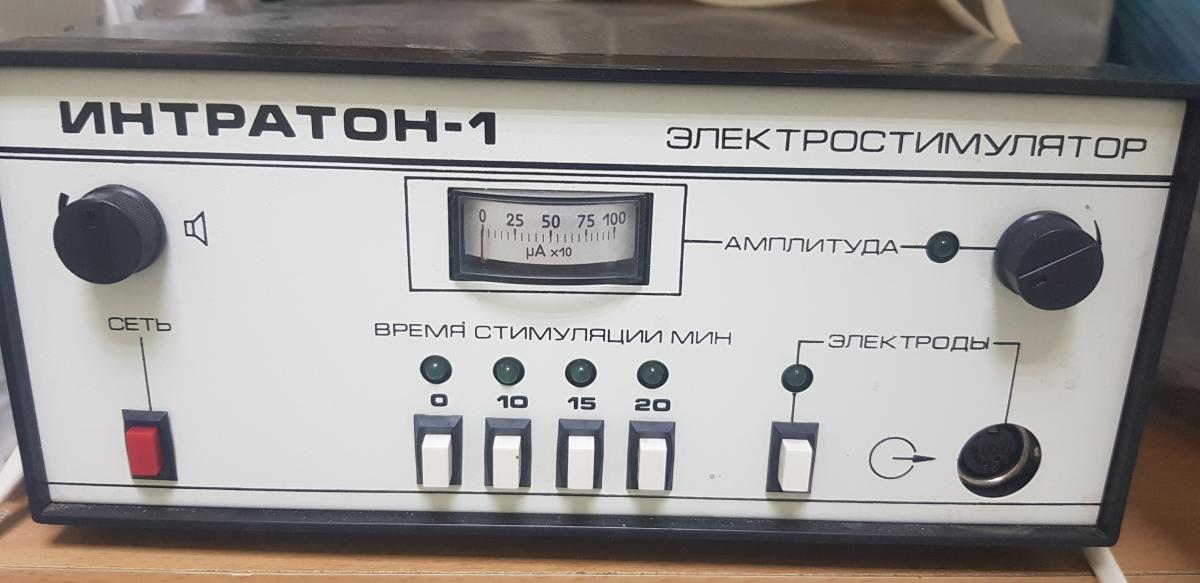 ИНТРАТОН-1
ЭЛЕКТРОСТИМУЛЯТОР
0 25 50 75 100
µA x10
АМПЛИТУДА
СЕТЬ
ВРЕМЯ СТИМУЛЯЦИИ МИН
ЭЛЕКТРОДЫ
0 10 15 20